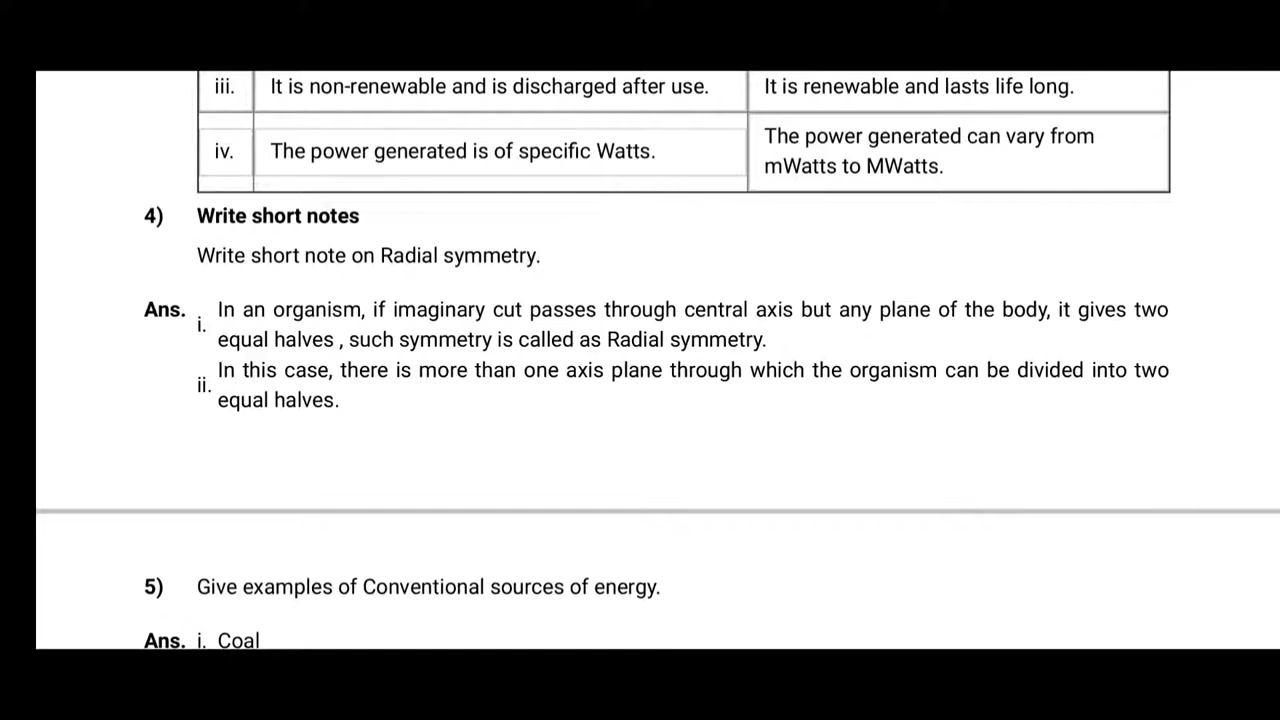 iii. It is non-renewable and is discharged after use. It is renewable and lasts life long.
iv. The power generated is of specific Watts. The power generated can vary from
mWatts to MWatts.
4) Write short notes
Write short note on Radial symmetry.
Ans. i. In an organism, if imaginary cut passes through central axis but any plane of the body, it gives two
equal halves , such symmetry is called as Radial symmetry.
ii. In this case, there is more than one axis plane through which the organism can be divided into two
equal halves.
5) Give examples of Conventional sources of energy.
Ans. i. Coal